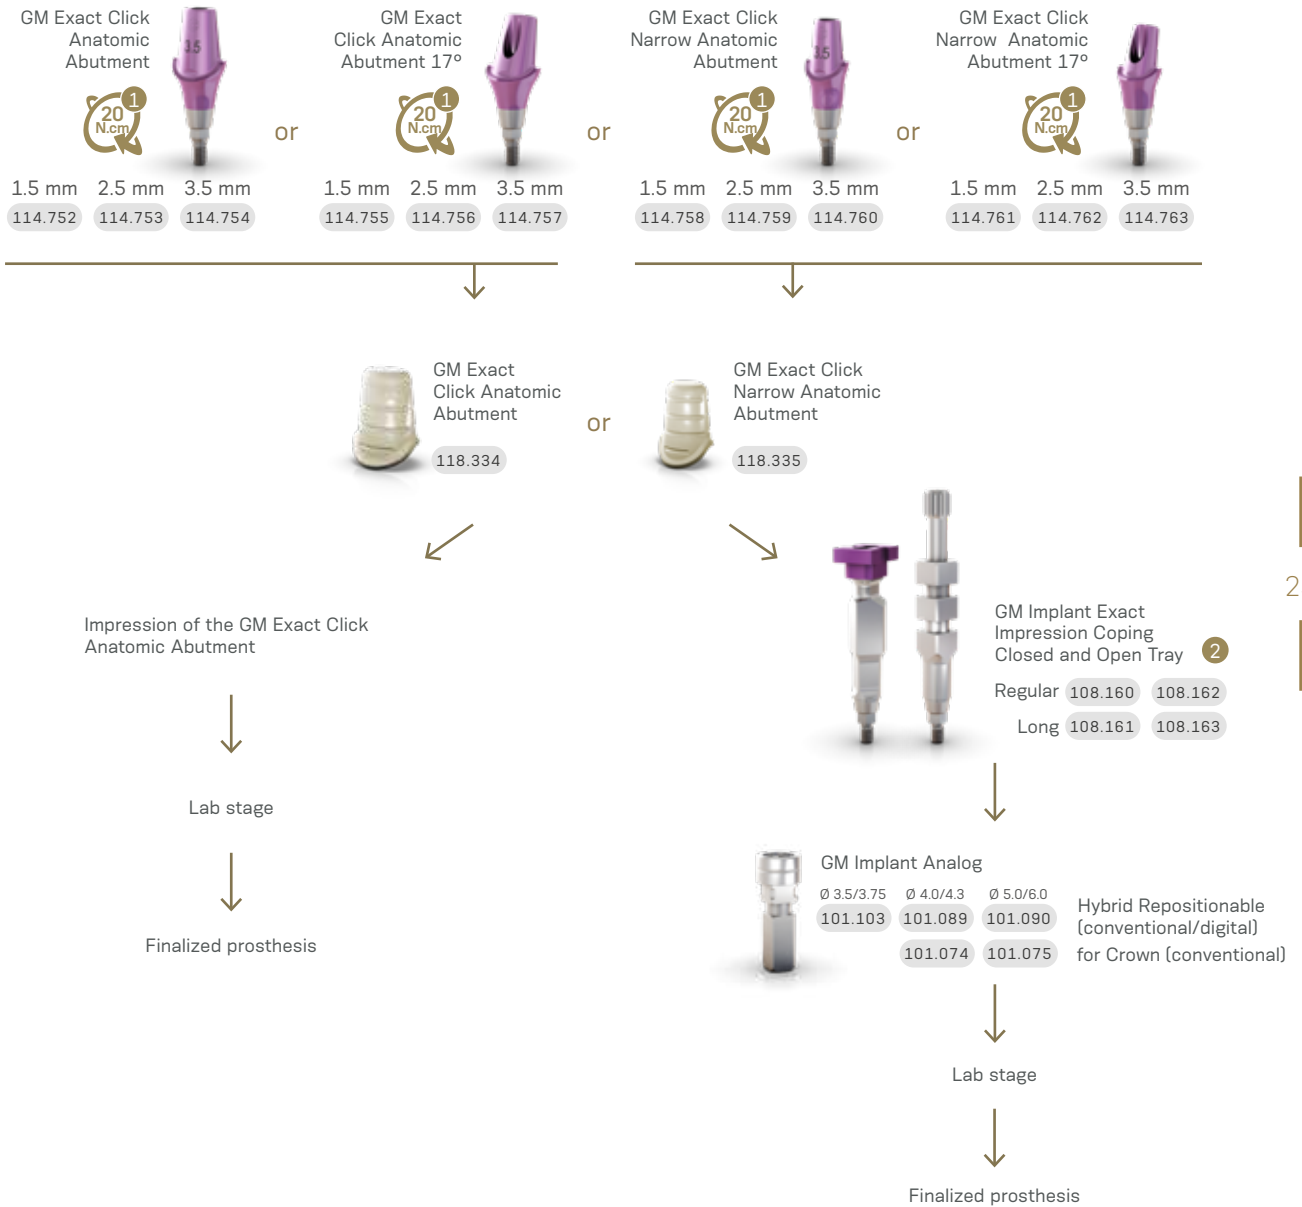 GM Exact Click
Anatomic
Abutment
1
20
N.cm
3.5
or
GM Exact
Click Anatomic
Abutment 17°
1
20
N.cm
or
GM Exact Click
Narrow Anatomic
Abutment
1
20
N.cm
3.5
or
GM Exact Click
Narrow Anatomic
Abutment 17°
1
20
N.cm
1.5 mm 2.5 mm 3.5 mm
114.752 114.753 114.754
1.5 mm 2.5 mm 3.5 mm
114.755 114.756 114.757
1.5 mm 2.5 mm 3.5 mm
114.758 114.759 114.760
1.5 mm 2.5 mm 3.5 mm
114.761 114.762 114.763
GM Exact
Click Anatomic
Abutment
118.334
or
GM Exact Click
Narrow Anatomic
Abutment
118.335
2
Impression of the GM Exact Click
Anatomic Abutment
Lab stage
Finalized prosthesis
GM Implant Exact
Impression Coping
Closed and Open Tray 2
Regular 108.160 108.162
Long 108.161 108.163
GM Implant Analog
Ø 3.5/3.75 Ø 4.0/4.3 Ø 5.0/6.0
101.103 101.089 101.090
Hybrid Repositionable
(conventional/digital)
101.074 101.075 for Crown (conventional)
Lab stage
Finalized prosthesis